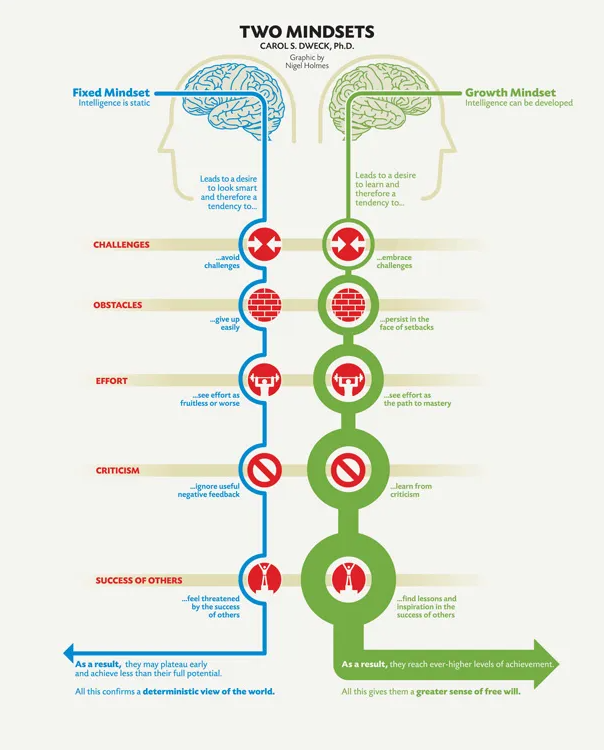 TWO MINDSETS
CAROL S. DWECK, Ph.D.
Graphic by
Nigel Holmes
Fixed Mindset
Intelligence is static
Growth Mindset
Intelligence can be developed
Leads to a desire
to look smart
and therefore a
tendency to...
Leads to a desire
to learn and
therefore a
tendency to...
CHALLENGES
...avoid
challenges
...embrace
challenges
OBSTACLES
...give up
easily
...persist in the
face of setbacks
EFFORT
...see effort as
fruitless or worse
...see effort as
the path to mastery
CRITICISM
...ignore useful
negative feedback
...learn from
criticism
SUCCESS OF OTHERS
...feel threatened
by the success
of others
...find lessons and
inspiration in the
success of others
As a result, they may plateau early
and achieve less than their full potential.
All this confirms a deterministic view of the world.
As a result, they reach ever-higher levels of achievement.
All this gives them a greater sense of free will.